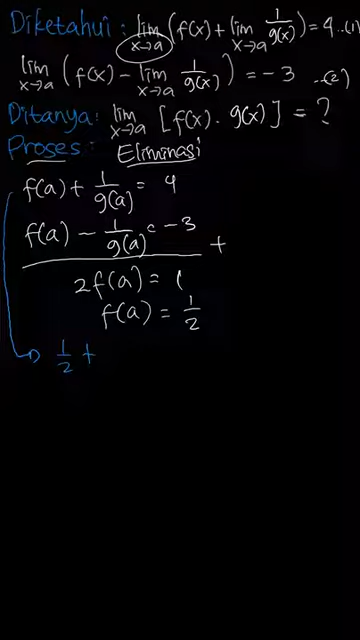 Diketahui: lim x→a (f(x) + lim x→a 1/g(x)) = 4 ...(1)
lim x→a (f(x) - lim x→a 1/g(x)) = -3 ...(2)
Ditanya: lim x→a [f(x) . g(x)] = ?
Proses: Eliminasi
f(a) + 1/g(a) = 4
f(a) - 1/g(a) = -3 +
2f(a) = 1
f(a) = 1/2
→ 1/2 +